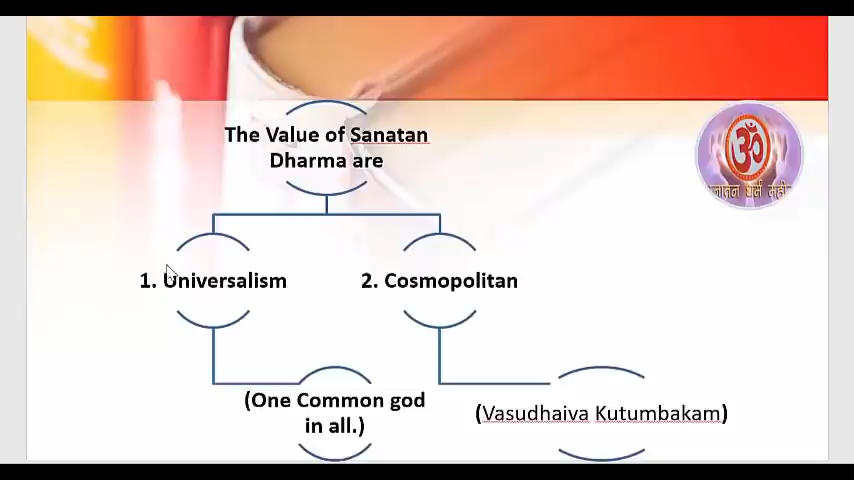 The Value of Sanatan
Dharma are
1. Universalism
2. Cosmopolitan
(One Common god
in all.)
(Vasudhaiva Kutumbakam)
ॐ